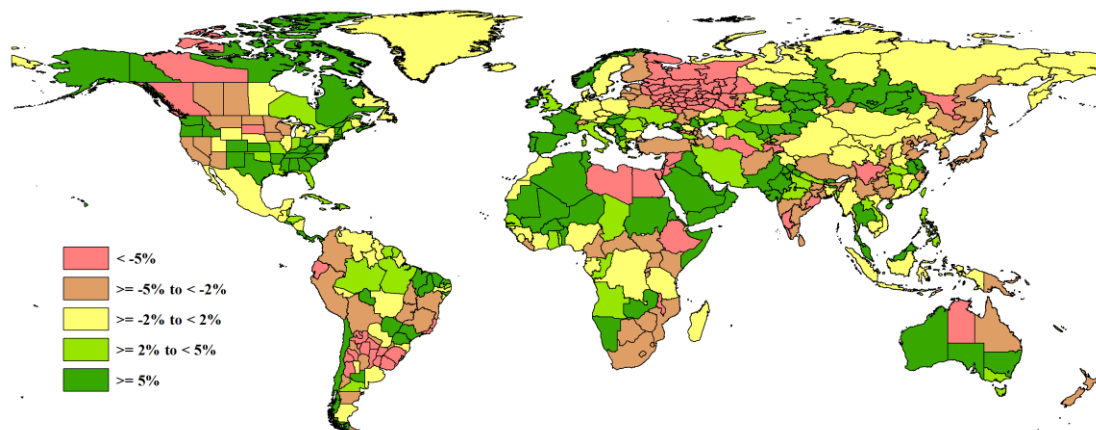 < -5%
>= -5% to < -2%
>= -2% to < 2%
>= 2% to < 5%
>= 5%